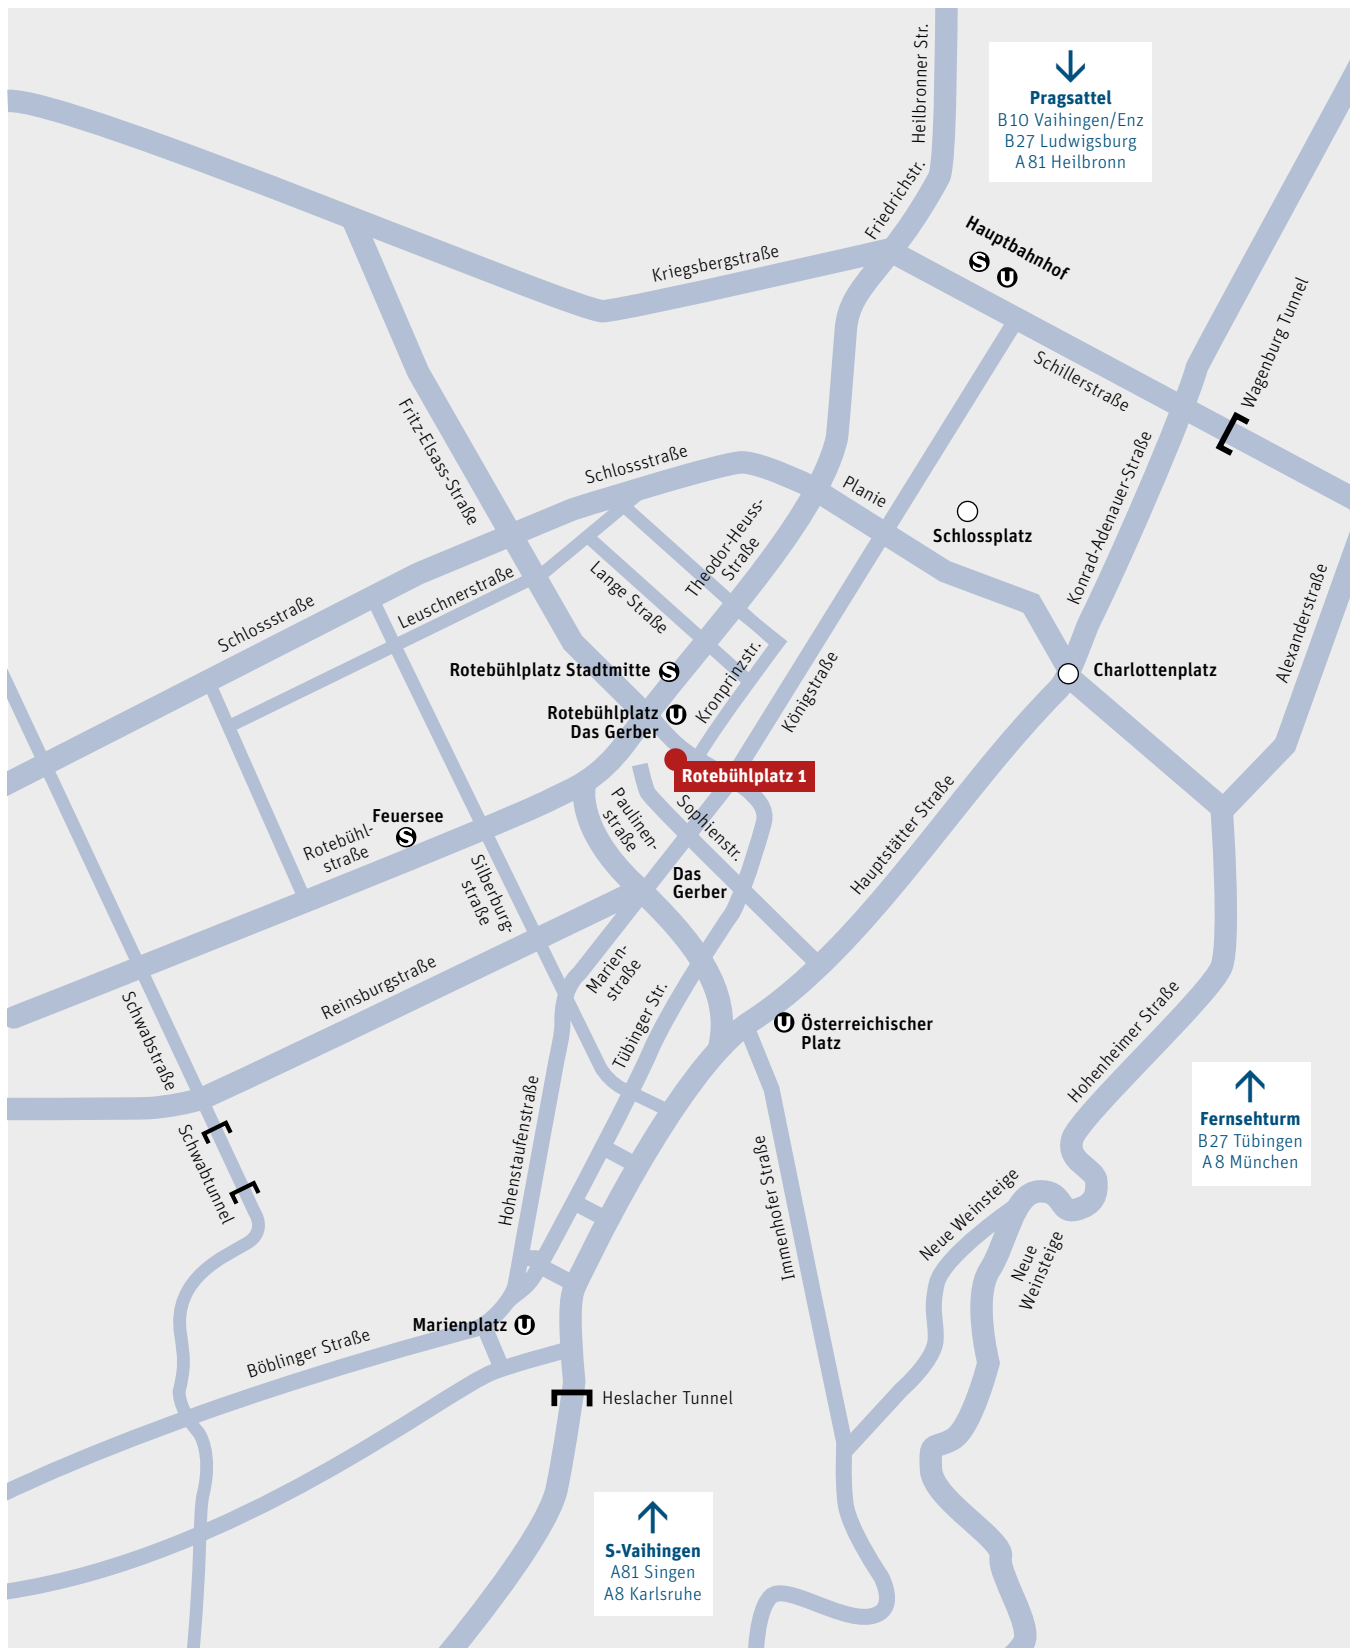 Heilbronner Str.
Pragsattel
B10 Vaihingen/Enz
B27 Ludwigsburg
A 81 Heilbronn
Friedrichstr.
Hauptbahnhof
S
U
Kriegsbergstraße
Wagenburg Tunnel
Schillerstraße
Fritz-Elsass-Straße
Schlossstraße
Planie
Konrad-Adenauer-Straße
Schlossplatz
Theodor-Heuss-
Straße
Lange Straße
Leuschnerstraße
Schlossstraße
Alexanderstraße
Rotebühlplatz Stadtmitte
S
Kronprinzstr.
Königstraße
Charlottenplatz
Rotebühlplatz
Das Gerber
U
Rotebühlplatz 1
Feuersee
S
Rotebühl-
straße
Paulinen-
straße
Sophienstr.
Hauptstätter Straße
Silberburg-
straße
Das
Gerber
Reinsburgstraße
Marien-
straße
Tübinger Str.
U
Österreichischer
Platz
Schwabstraße
Hohenheimer Straße
Fernsehturm
B27 Tübingen
A 8 München
Schwabtunnel
Hohenstaufenstraße
Immenhofer Straße
Neue Weinsteige
Neue
Weinsteige
Marienplatz
U
Böblinger Straße
Heslacher Tunnel
S-Vaihingen
A81 Singen
A8 Karlsruhe